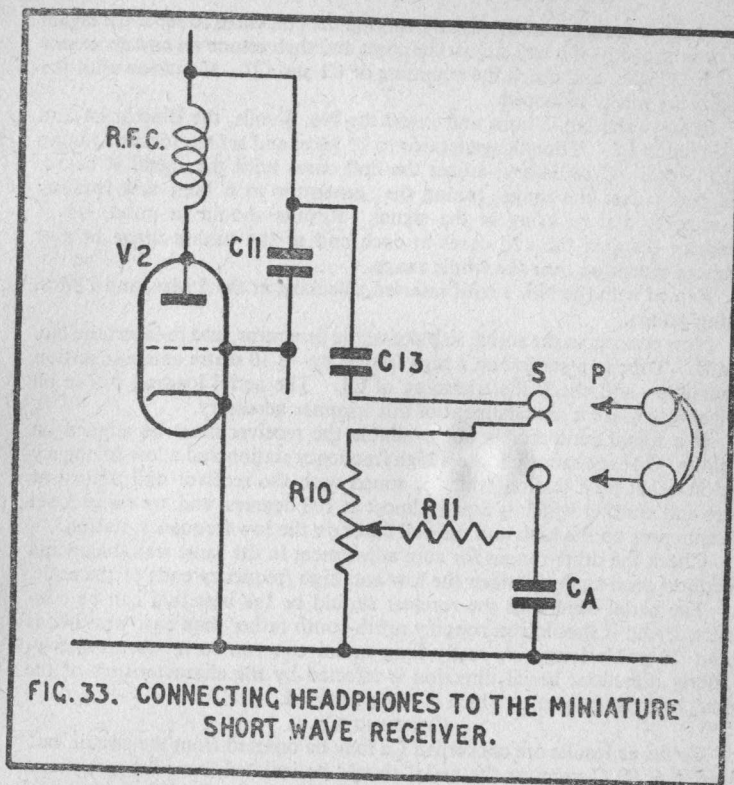 R.F.C.
V2
C11
C13
S
P
R10
R11
CA
FIG.33. CONNECTING HEADPHONES TO THE MINIATURE
SHORT WAVE RECEIVER.